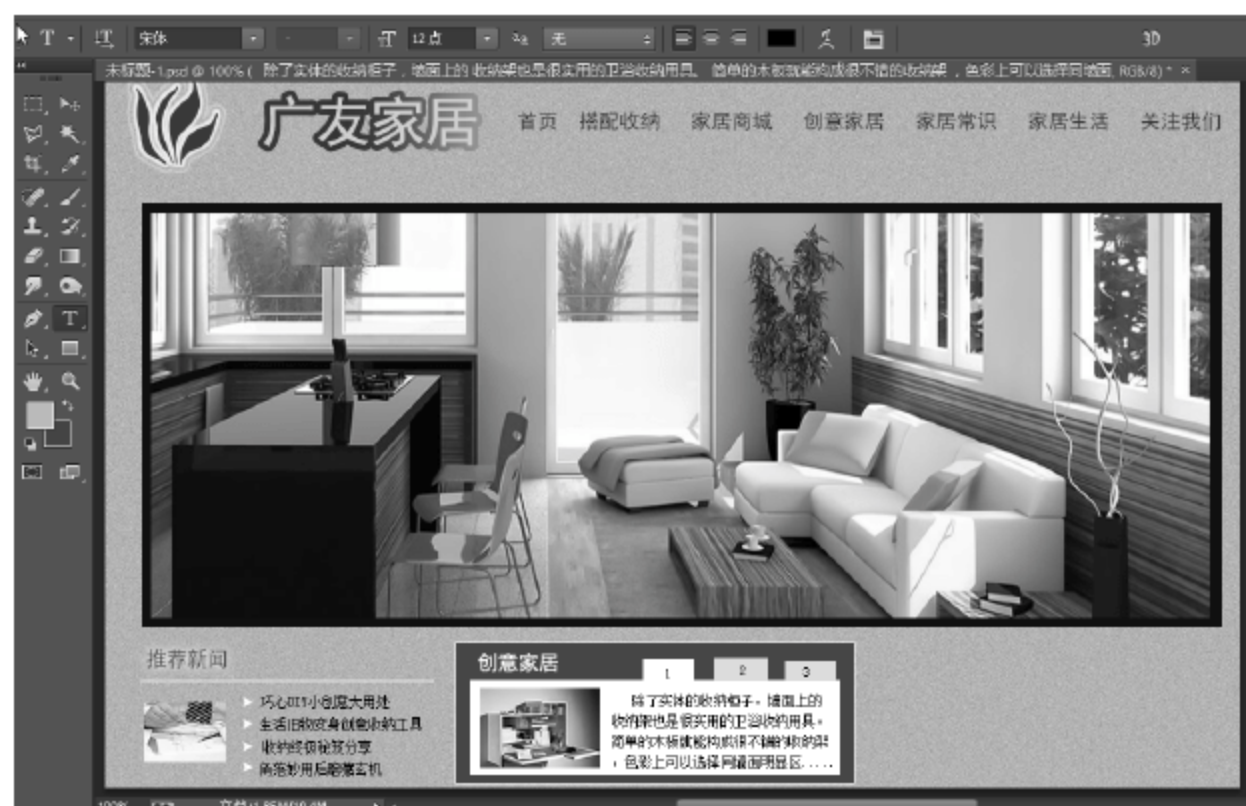 T 宋体 - 12点 无 3D
未标题-1.psd @ 100% ( 除了实体的收纳柜子，墙面上的 收纳架也是很实用的卫浴收纳用具。 简单的木板就能构成很不错的收纳架 ，色彩上可以选择同墙面, RGB/8) * ×
广友家居
首页 搭配收纳 家居商城 创意家居 家居常识 家居生活 关注我们
推荐新闻
巧心DIY小创意大用处
生活旧物变身创意收纳工具
收纳终极秘笈分享
创意家居
1 2 3
除了实体的收纳柜子。墙面上的
收纳架也是很实用的卫浴收纳用具。
简单的木板就能构成很不错的收纳架
，色彩上可以选择同墙面明显区.....
100%